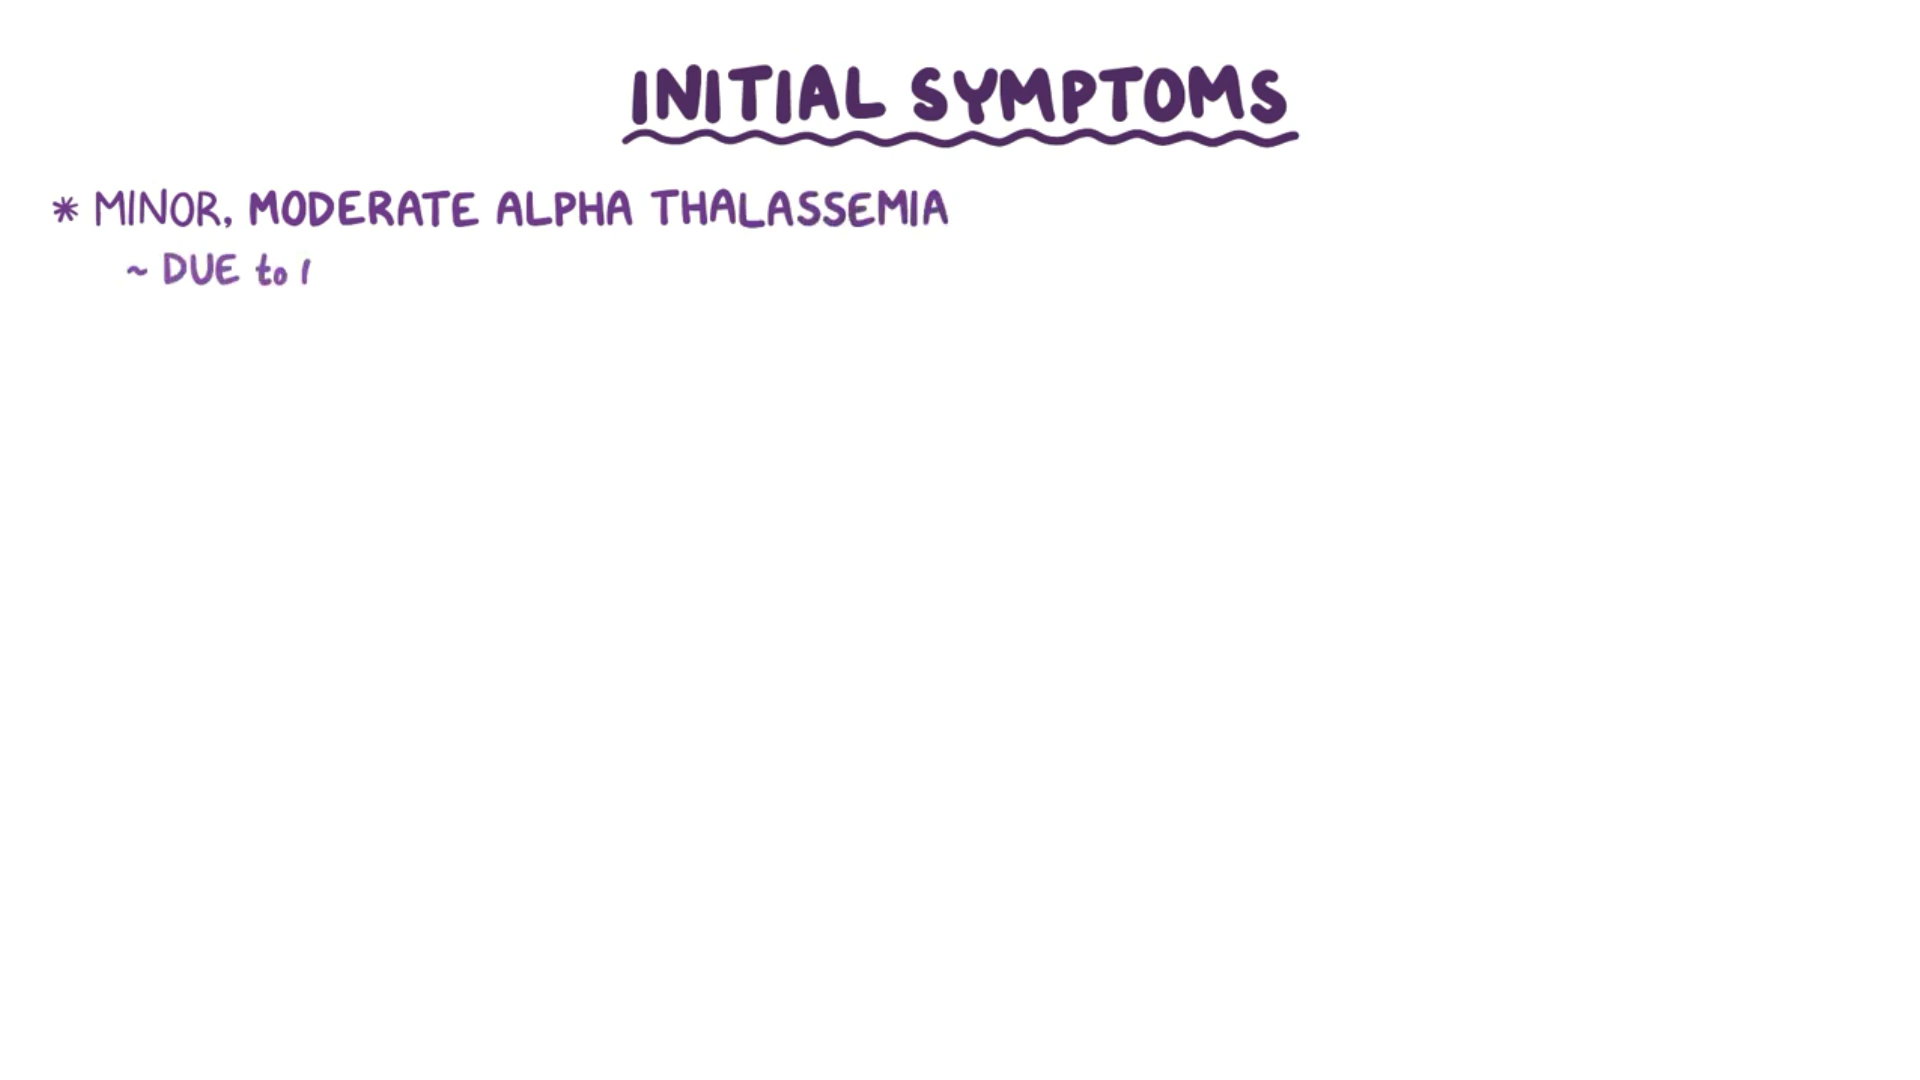 INITIAL SYMPTOMS
* MINOR, MODERATE ALPHA THALASSEMIA
~ DUE to